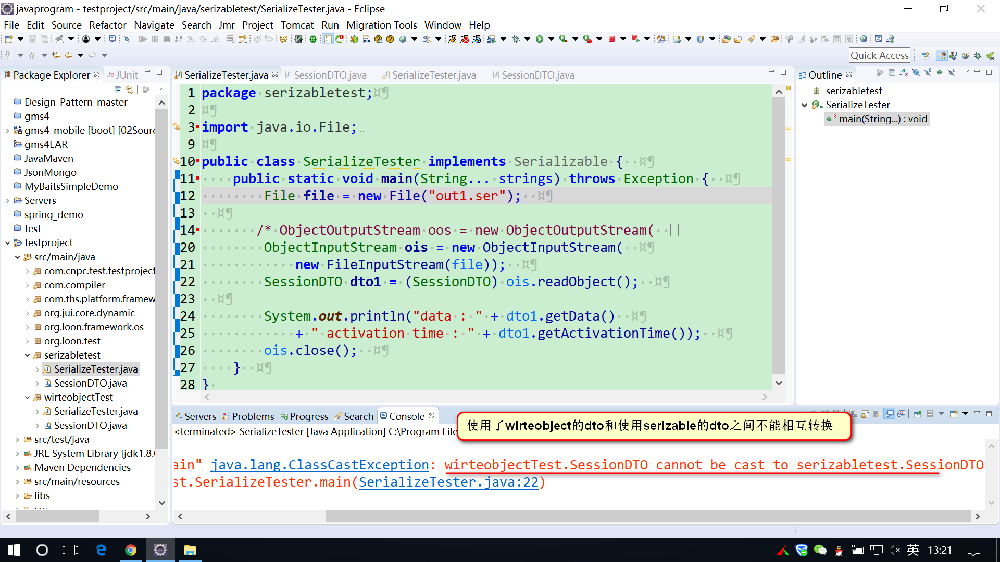 javaprogram - testproject/src/main/java/serizabletest/SerializeTester.java - Eclipse
File Edit Source Refactor Navigate Search Jmr Project Tomcat Run Migration Tools Window Help
Quick Access
Package Explorer
JUnit
Design-Pattern-master
gms4
gms4_mobile [boot] [02Sour
gms4EAR
JavaMaven
JsonMongo
MyBaitsSimpleDemo
Servers
spring_demo
test
testproject
src/main/java
com.cnpc.test.testproject
com.compiler
com.ths.platform.framew
org.jui.core.dynamic
org.loon.framework.os
org.loon.test
serizabletest
SerializeTester.java
SessionDTO.java
wirteobjectTest
SerializeTester.java
SessionDTO.java
src/test/java
JRE System Library [jdk1.8.
Maven Dependencies
src/main/resources
libs
src
SerializeTester.java SessionDTO.java SerializeTester.java SessionDTO.java
1 package serizabletest;¤¶
2 ¤¶
3 import java.io.File;
9 ¤¶
10 public class SerializeTester implements Serializable {  ¤¶
11     public static void main(String... strings) throws Exception {  ¤¶
12         File file = new File("out1.ser");  ¤¶
13   ¤¶
14        /* ObjectOutputStream oos = new ObjectOutputStream(
20         ObjectInputStream ois = new ObjectInputStream(  ¤¶
21             new FileInputStream(file));  ¤¶
22         SessionDTO dto1 = (SessionDTO) ois.readObject();  ¤¶
23   ¤¶
24         System.out.println("data : " + dto1.getData()  ¤¶
25             + " activation time : " + dto1.getActivationTime());  ¤¶
26         ois.close();  ¤¶
27     }  ¤¶
28 }
Outline
serizabletest
SerializeTester
main(String...) : void
Servers Problems Progress Search Console
<terminated> SerializeTester [Java Application] C:\Program File
使用了wirteobject的dto和使用serizable的dto之间不能相互转换
ain" java.lang.ClassCastException: wirteobjectTest.SessionDTO cannot be cast to serizabletest.SessionDTO
st.SerializeTester.main(SerializeTester.java:22)
英 13:21